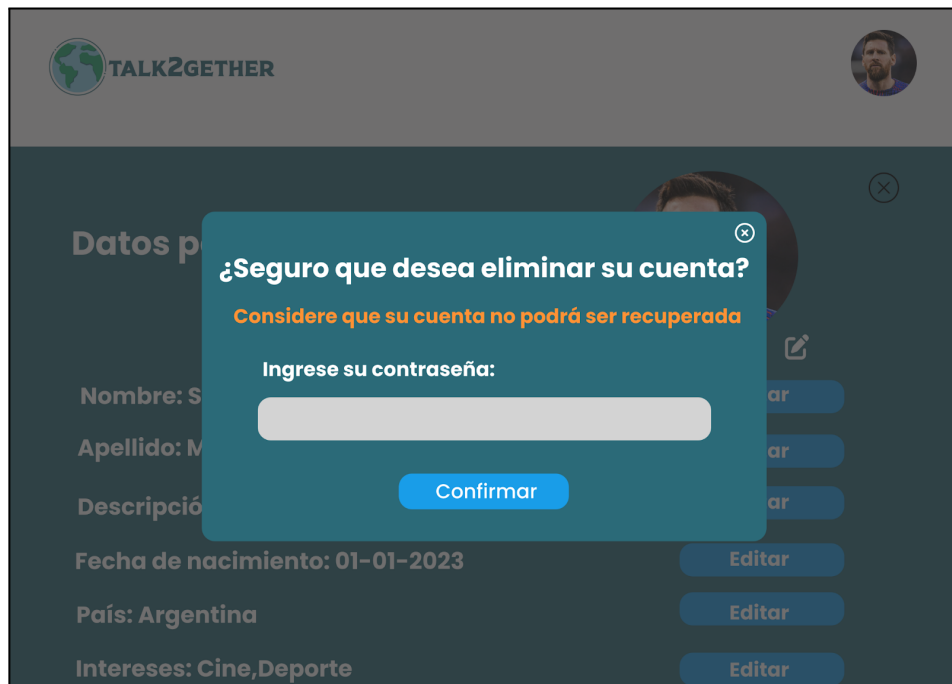 TALK2GETHER
Datos p
¿Seguro que desea eliminar su cuenta?
Considere que su cuenta no podrá ser recuperada
Ingrese su contraseña:
Nombre: S
ar
Apellido: M
ar
Confirmar
Descripció
ar
Fecha de nacimiento: 01-01-2023
Editar
País: Argentina
Editar
Intereses: Cine,Deporte
Editar